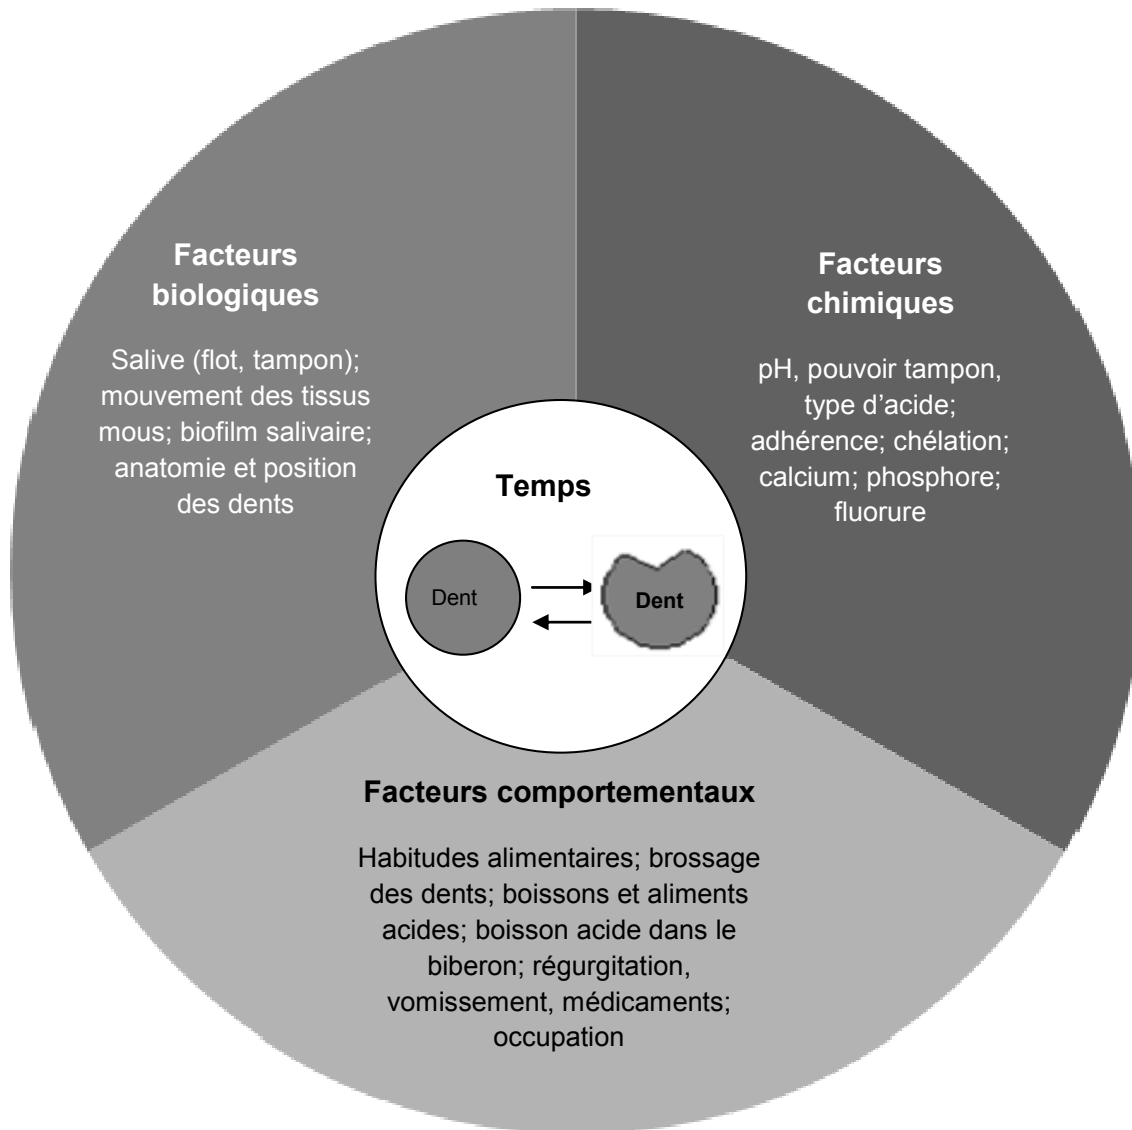 Facteurs
biologiques
Salive (flot, tampon);
mouvement des tissus
mous; biofilm salivaire;
anatomie et position
des dents
Facteurs
chimiques
pH, pouvoir tampon,
type d’acide;
adhérence; chélation;
calcium; phosphore;
fluorure
Temps
Dent
Dent
Facteurs comportementaux
Habitudes alimentaires; brossage
des dents; boissons et aliments
acides; boisson acide dans le
biberon; régurgitation,
vomissement, médicaments;
occupation